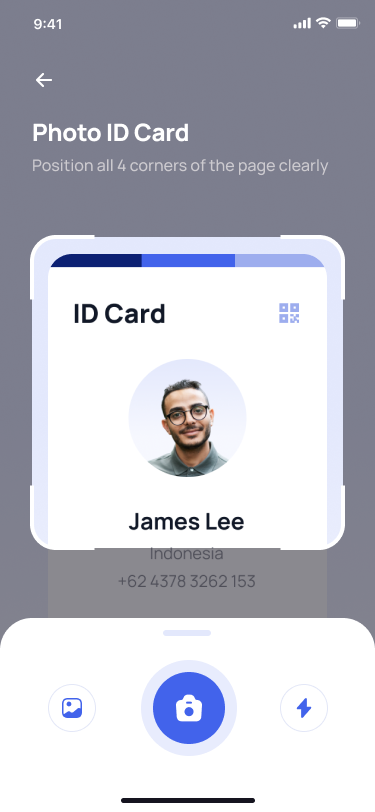 9:41
Photo ID Card
Position all 4 corners of the page clearly
ID Card
James Lee
Indonesia
+62 4378 3262 153